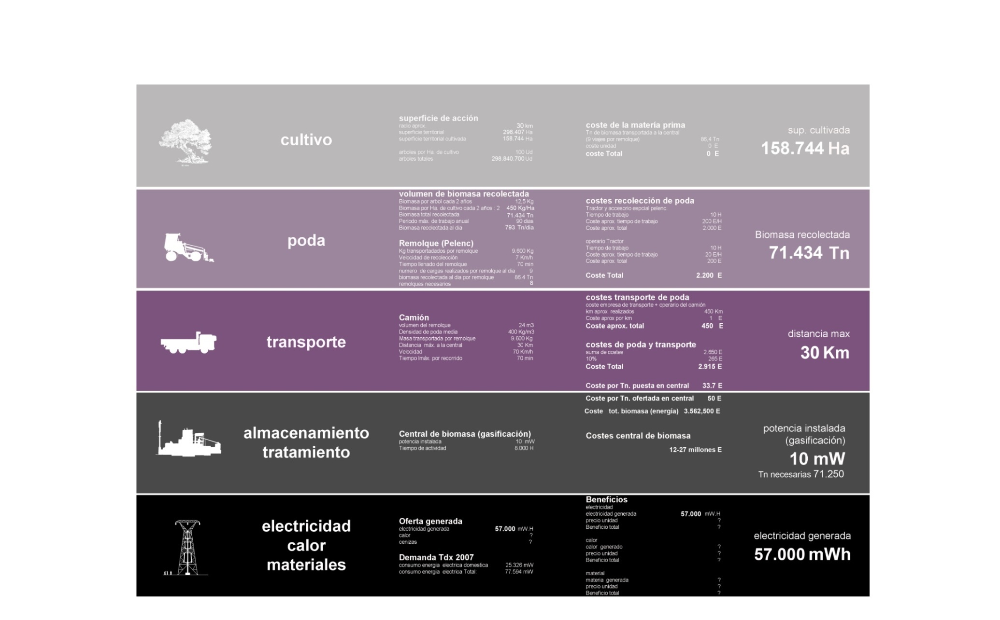 cultivo
superficie de acción
radio aprox. 30 km
superficie territorial 298.407 Ha
superficie territorial cultivada 158.744 Ha
arboles por Ha. de cultivo 100 Ud
arboles totales 298.840.700 Ud
coste de la matería prima
Tn de biomasa transportada a la central
(9 viajes por remolque) 86,4 Tn
coste unidad 0 E
coste Total 0 E
sup. cultivada
158.744 Ha
poda
volumen de biomasa recolectada
Biomasa por arbol cada 2 años 12,5 Kg
Biomasa por Ha. de cultivo cada 2 años : 2 450 Kg/Ha
Biomasa total recolectada 71.434 Tn
Periodo máx. de trabajo anual 90 dias
Biomasa recolectada al dia 793 Tn/dia
Remolque (Pelenc)
Kg transportadados por remolque 9.600 Kg
Velocidad de recolección 7 Km/h
Tiempo llenado del remolque 70 min
numero de cargas realizados por remolque al dia 9
biomasa recolectada al dia por remolque 86.4 Tn
remolques necesarios 8
costes recolección de poda
Tractor y accesorio espcial pelenc.
Tiempo de trabajo 10 H
Coste aprox. tiempo de trabajo 200 E/H
Coste aprox. total 2.000 E
operario Tractor
Tiempo de trabajo 10 H
Coste aprox. tiempo de trabajo 20 E/H
Coste aprox. total 200 E
Coste Total 2.200 E
Biomasa recolectada
71.434 Tn
transporte
Camión
volumen del remolque 24 m3
Densidad de poda media 400 Kg/m3
Masa transportada por remolque 9.600 Kg
Distancia máx. a la central 30 Km
Velocidad 70 Km/h
Tiempo lmáx. por recorrido 70 min
costes transporte de poda
coste empresa de transporte + operario del camión
km aprox. realizados 450 Km
Coste aprox por km 1 E
Coste aprox. total 450 E
costes de poda y transporte
suma de costes 2.650 E
10% 265 E
Coste Total 2.915 E
Coste por Tn. puesta en central 33.7 E
distancia max
30 Km
almacenamiento
tratamiento
Central de biomasa (gasificación)
potencia instalada 10 mW
Tiempo de actividad 8.000 H
Coste por Tn. ofertada en central 50 E
Coste tot. biomasa (energía) 3.562,500 E
Costes central de biomasa
12-27 millones E
potencia instalada
(gasificación)
10 mW
Tn necesarias 71.250
electricidad
calor
materiales
Oferta generada
electricidad generada 57.000 mW.H
calor ?
cenizas ?
Demanda Tdx 2007
consumo energia electrica domestica 25.326 mW
consumo energia electrica Total: 77.594 mW
Beneficios
electricidad
electricidad generada 57.000 mW.H
precio unidad ?
Beneficio total ?
calor
calor generado ?
precio unidad ?
Beneficio total ?
material
materia generada ?
precio unidad ?
Beneficio total ?
electricidad generada
57.000 mWh